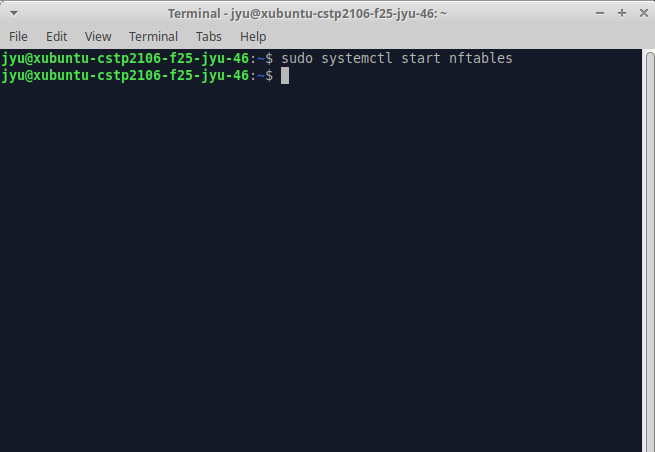 Terminal - jyu@xubuntu-cstp2106-f25-jyu-46: ~
File Edit View Terminal Tabs Help
jyu@xubuntu-cstp2106-f25-jyu-46:~$ sudo systemctl start nftables
jyu@xubuntu-cstp2106-f25-jyu-46:~$